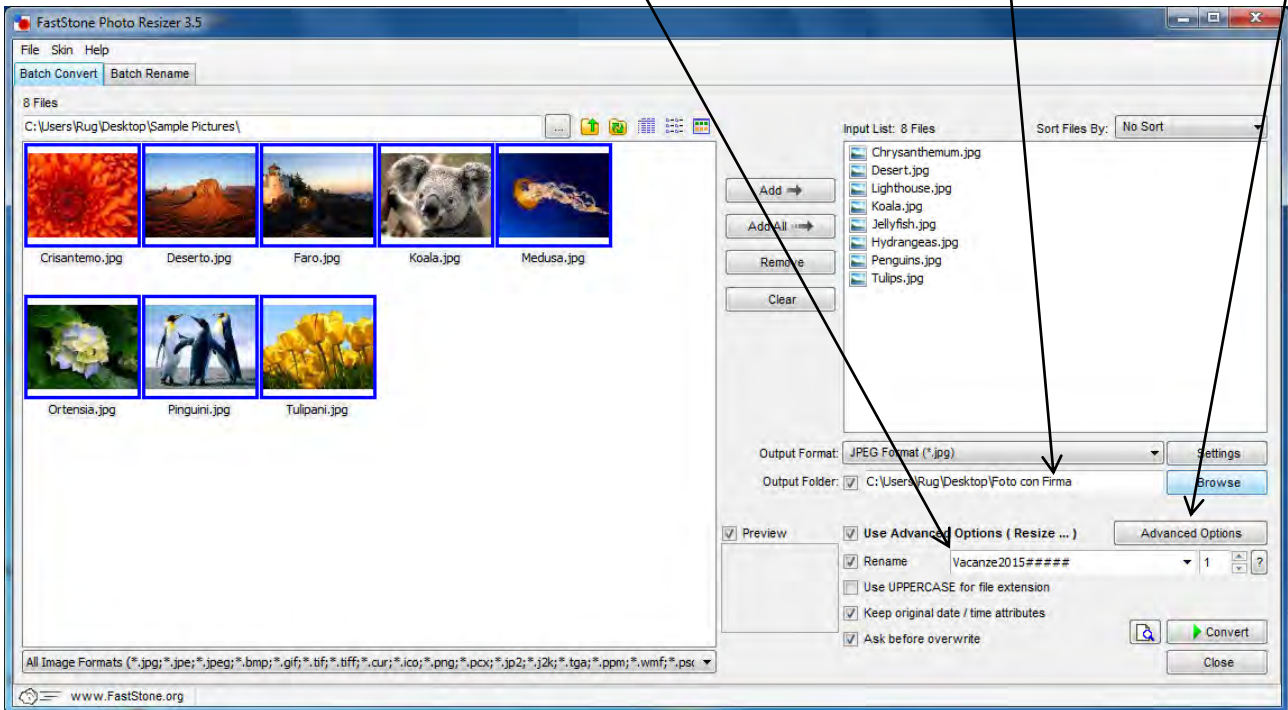 FastStone Photo Resizer 3.5
File Skin Help
Batch Convert Batch Rename
8 Files
C:\Users\Rug\Desktop\Sample Pictures\ ...
Crisantemo.jpg Deserto.jpg Faro.jpg Koala.jpg Medusa.jpg
Ortensia.jpg Pinguini.jpg Tulipani.jpg
All Image Formats (*.jpg;*.jpe;*.jpeg;*.bmp;*.gif;*.tif;*.tiff;*.cur;*.ico;*.png;*.pcx;*.jp2;*.j2k;*.tga;*.ppm;*.wmf;*.psc
www.FastStone.org
Add
Add All
Remove
Clear
Input List: 8 Files Sort Files By: No Sort
Chrysanthemum.jpg
Desert.jpg
Lighthouse.jpg
Koala.jpg
Jellyfish.jpg
Hydrangeas.jpg
Penguins.jpg
Tulips.jpg
Output Format: JPEG Format (*.jpg) Settings
Output Folder: C:\Users\Rug\Desktop\Foto con Firma Browse
Preview
Use Advanced Options ( Resize ... ) Advanced Options
Rename Vacanze2015##### 1 ?
Use UPPERCASE for file extension
Keep original date / time attributes
Ask before overwrite
Convert
Close